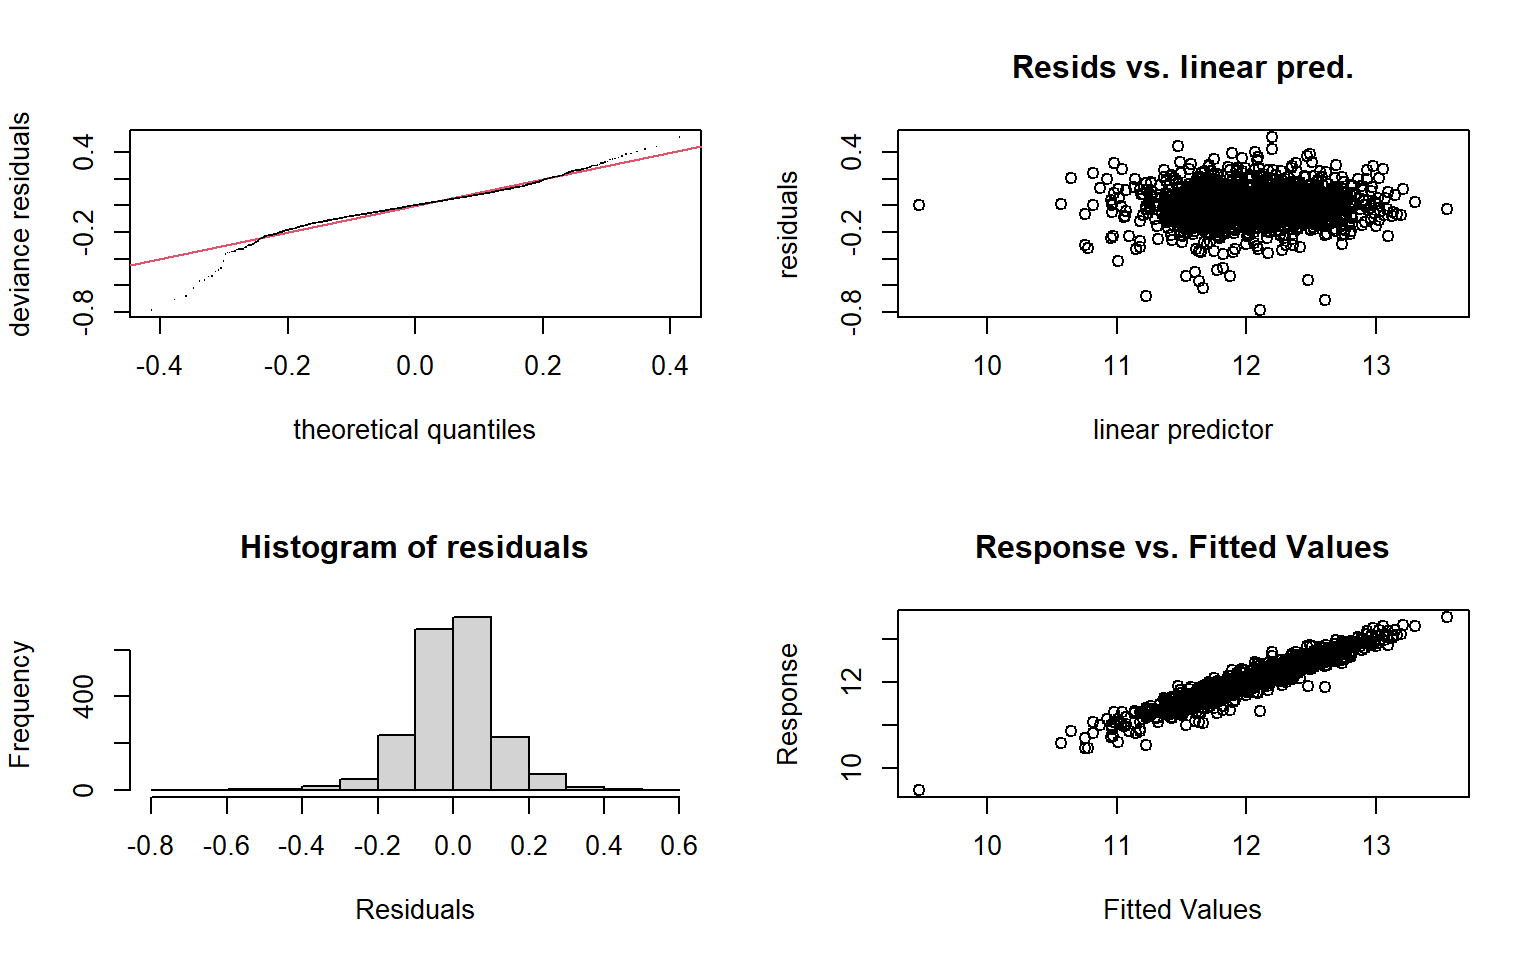 deviance residuals
0.4
-0.2
-0.8
-0.4
-0.2
0.0
0.2
0.4
theoretical quantiles
Resids vs. linear pred.
residuals
0.4
-0.2
-0.8
10
11
12
13
linear predictor
Histogram of residuals
Frequency
400
0
-0.8
-0.6
-0.4
-0.2
0.0
0.2
0.4
0.6
Residuals
Response vs. Fitted Values
Response
12
10
10
11
12
13
Fitted Values